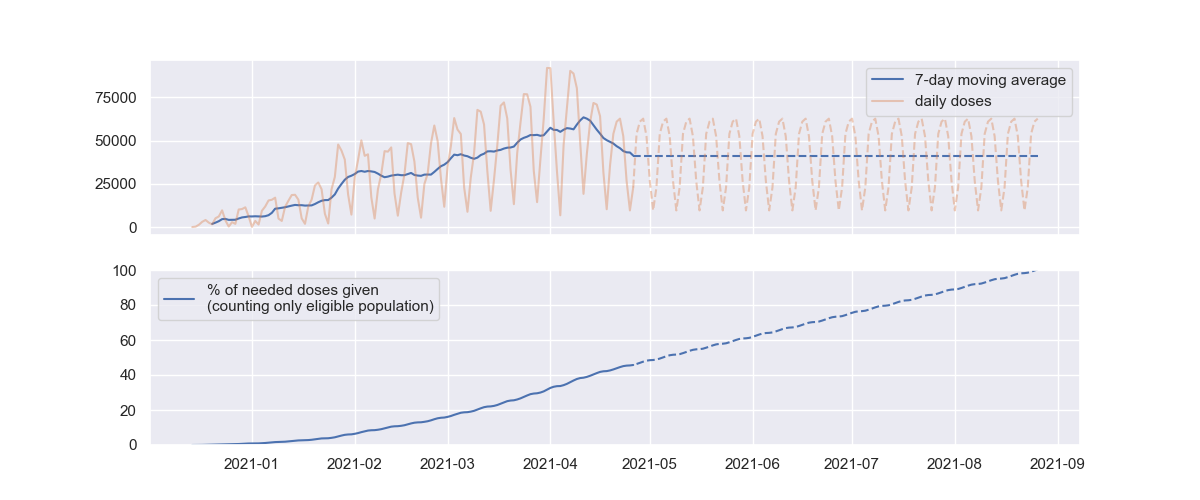 75000
50000
25000
0
7-day moving average
daily doses
100
80
60
40
20
0
% of needed doses given
(counting only eligible population)
2021-01 2021-02 2021-03 2021-04 2021-05 2021-06 2021-07 2021-08 2021-09